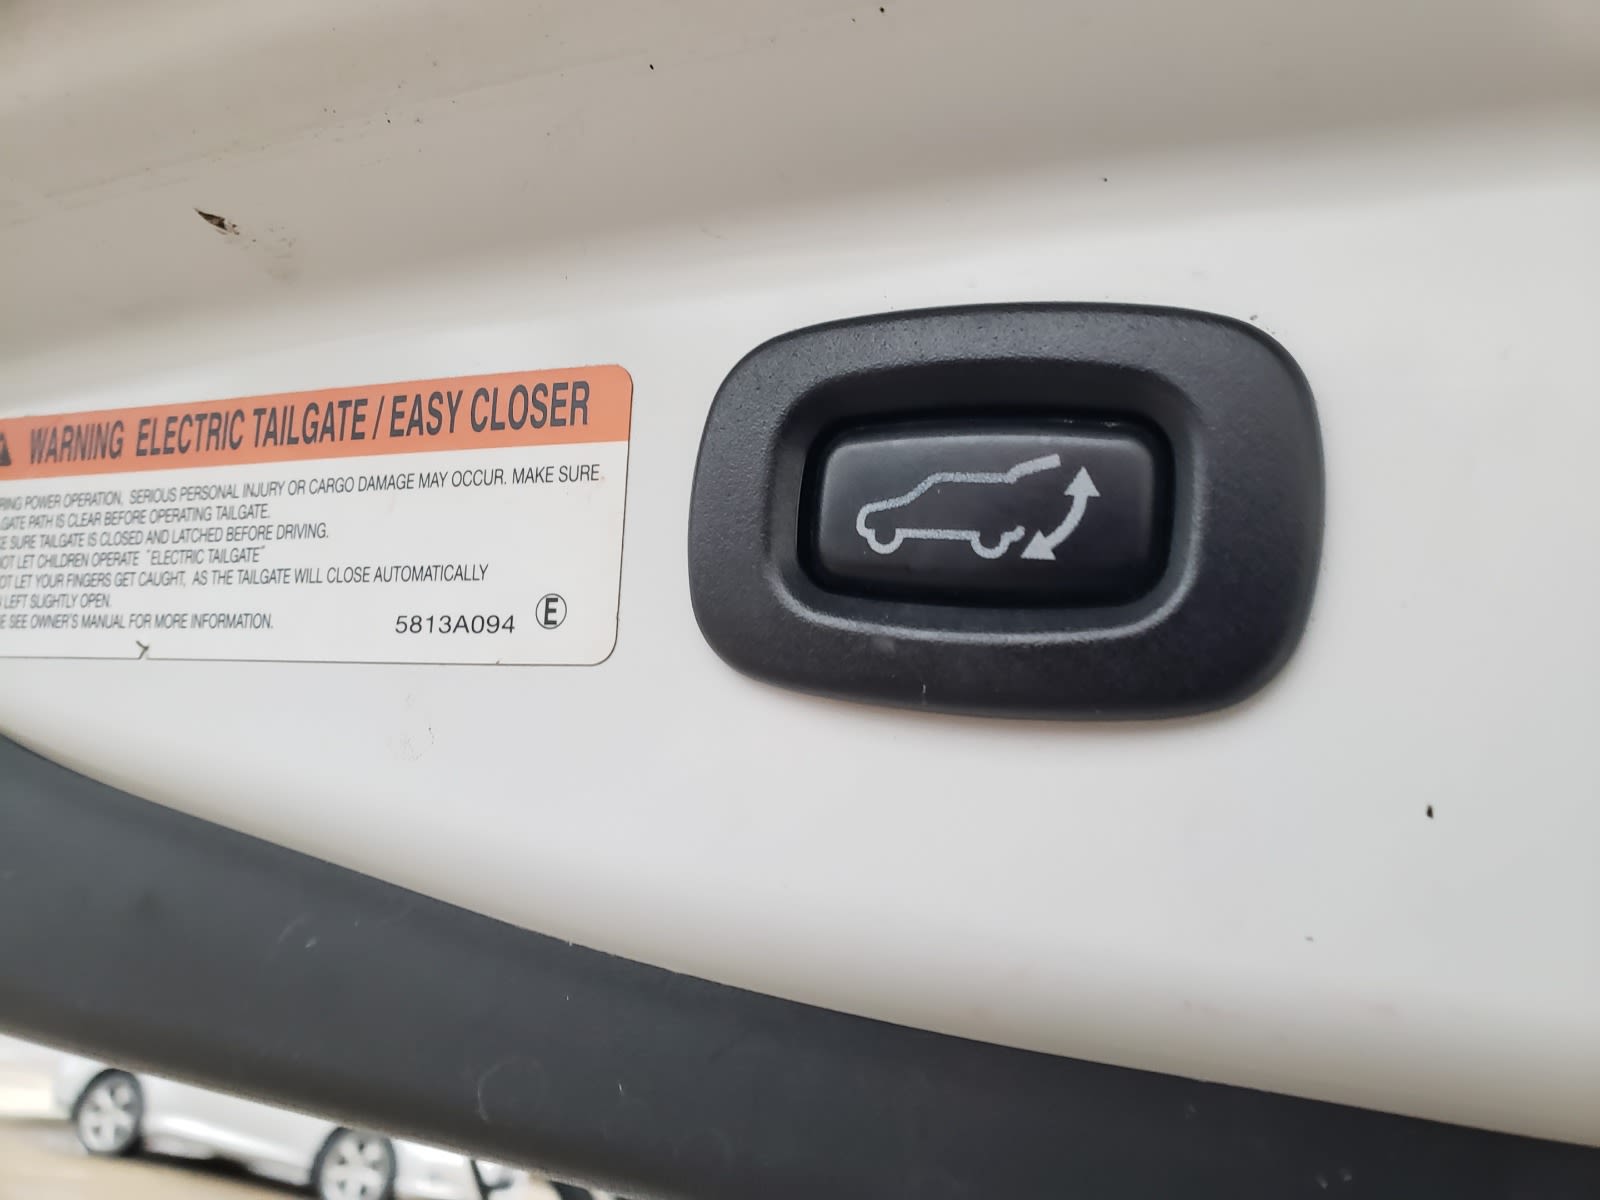 WARNING ELECTRIC TAILGATE / EASY CLOSER
RING POWER OPERATION, SERIOUS PERSONAL INJURY OR CARGO DAMAGE MAY OCCUR. MAKE SURE
GATE PATH IS CLEAR BEFORE OPERATING TAILGATE.
E SURE TAILGATE IS CLOSED AND LATCHED BEFORE DRIVING.
NOT LET CHILDREN OPERATE "ELECTRIC TAILGATE"
NOT LET YOUR FINGERS GET CAUGHT, AS THE TAILGATE WILL CLOSE AUTOMATICALLY
LEFT SLIGHTLY OPEN.
E SEE OWNER'S MANUAL FOR MORE INFORMATION.
5813A094 E